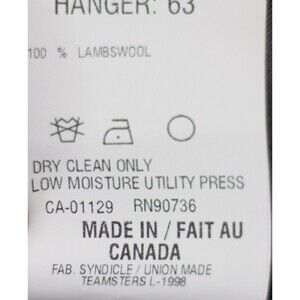 HANGER: 63
100 % LAMBSWOOL
DRY CLEAN ONLY
LOW MOISTURE UTILITY PRESS
CA-01129 RN90736
MADE IN / FAIT AU
CANADA
FAB. SYNDICLE / UNION MADE
TEAMSTERS L-1998